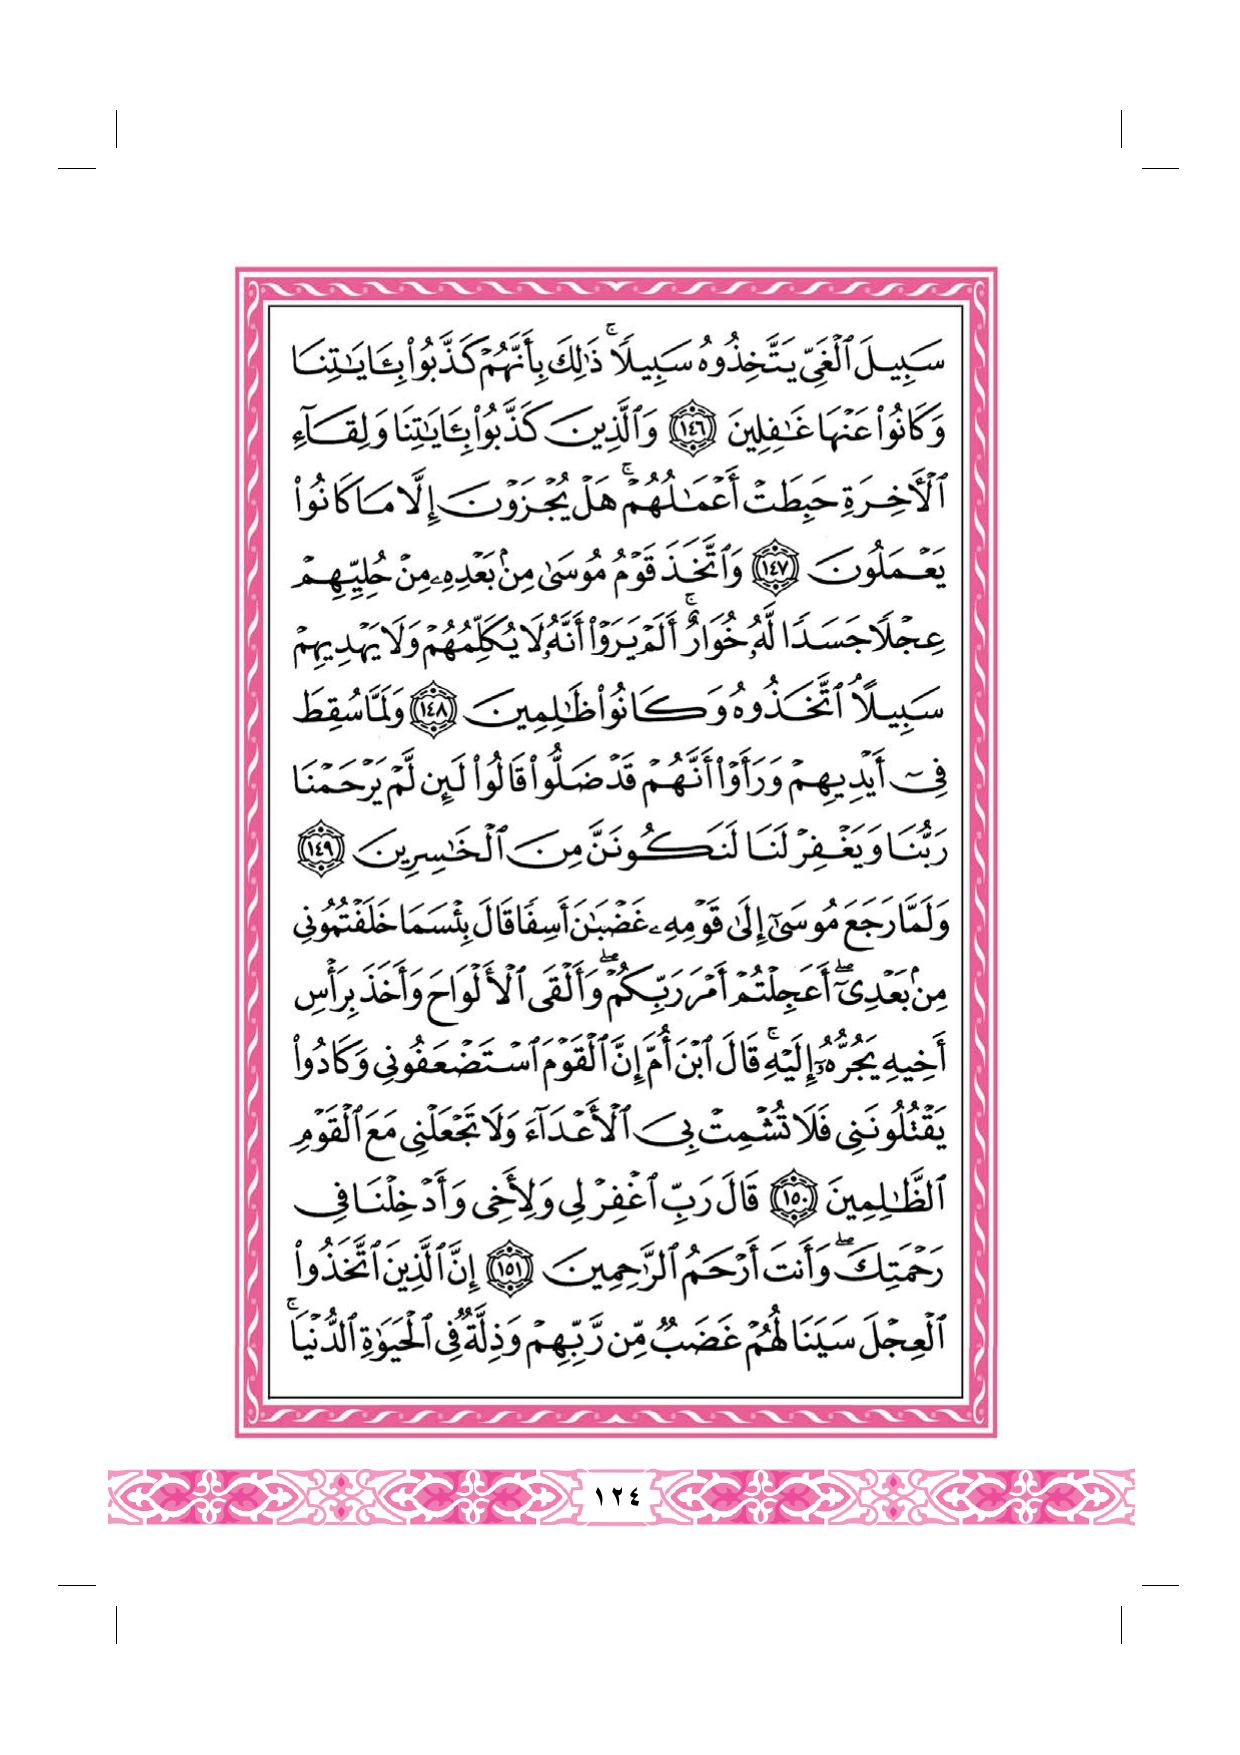 سَبِيلَ ٱلْغَىِّ يَتَّخِذُوهُ سَبِيلًا ۚ ذَٰلِكَ بِأَنَّهُمْ كَذَّبُوا۟ بِـَٔايَـٰتِنَا
وَكَانُوا۟ عَنْهَا غَـٰفِلِينَ ١٤٦ وَٱلَّذِينَ كَذَّبُوا۟ بِـَٔايَـٰتِنَا وَلِقَآءِ
ٱلْأَخِرَةِ حَبِطَتْ أَعْمَـٰلُهُمْ ۚ هَلْ يُجْزَوْنَ إِلَّا مَا كَانُوا۟
يَعْمَلُونَ ١٤٧ وَٱتَّخَذَ قَوْمُ مُوسَىٰ مِنۢ بَعْدِهِۦ مِنْ حُلِيِّهِمْ
عِجْلًا جَسَدًا لَّهُۥ خُوَارٌ ۚ أَلَمْ يَرَوْا۟ أَنَّهُۥ لَا يُكَلِّمُهُمْ وَلَا يَهْدِيهِمْ
سَبِيلًا ٱتَّخَذُوهُ وَكَانُوا۟ ظَـٰلِمِينَ ١٤٨ وَلَمَّا سُقِطَ
فِىٓ أَيْدِيهِمْ وَرَأَوْا۟ أَنَّهُمْ قَدْ ضَلُّوا۟ قَالُوا۟ لَئِن لَّمْ يَرْحَمْنَا
رَبُّنَا وَيَغْفِرْ لَنَا لَنَكُونَنَّ مِنَ ٱلْخَـٰسِرِينَ ١٤٩
وَلَمَّا رَجَعَ مُوسَىٰٓ إِلَىٰ قَوْمِهِۦ غَضْبَـٰنَ أَسِفًا قَالَ بِئْسَمَا خَلَفْتُمُونِى
مِنۢ بَعْدِىٓ ۖ أَعَجِلْتُمْ أَمْرَ رَبِّكُمْ ۖ وَأَلْقَى ٱلْأَلْوَاحَ وَأَخَذَ بِرَأْسِ
أَخِيهِ يَجُرُّهُۥٓ إِلَيْهِ ۚ قَالَ ٱبْنَ أُمَّ إِنَّ ٱلْقَوْمَ ٱسْتَضْعَفُونِى وَكَادُوا۟
يَقْتُلُونَنِى فَلَا تُشْمِتْ بِىَ ٱلْأَعْدَآءَ وَلَا تَجْعَلْنِى مَعَ ٱلْقَوْمِ
ٱلظَّـٰلِمِينَ ١٥٠ قَالَ رَبِّ ٱغْفِرْ لِى وَلِأَخِى وَأَدْخِلْنَا فِى
رَحْمَتِكَ ۖ وَأَنتَ أَرْحَمُ ٱلرَّٰحِمِينَ ١٥١ إِنَّ ٱلَّذِينَ ٱتَّخَذُوا۟
ٱلْعِجْلَ سَيَنَالُهُمْ غَضَبٌ مِّن رَّبِّهِمْ وَذِلَّةٌ فِى ٱلْحَيَوٰةِ ٱلدُّنْيَا ۚ
١٢٤